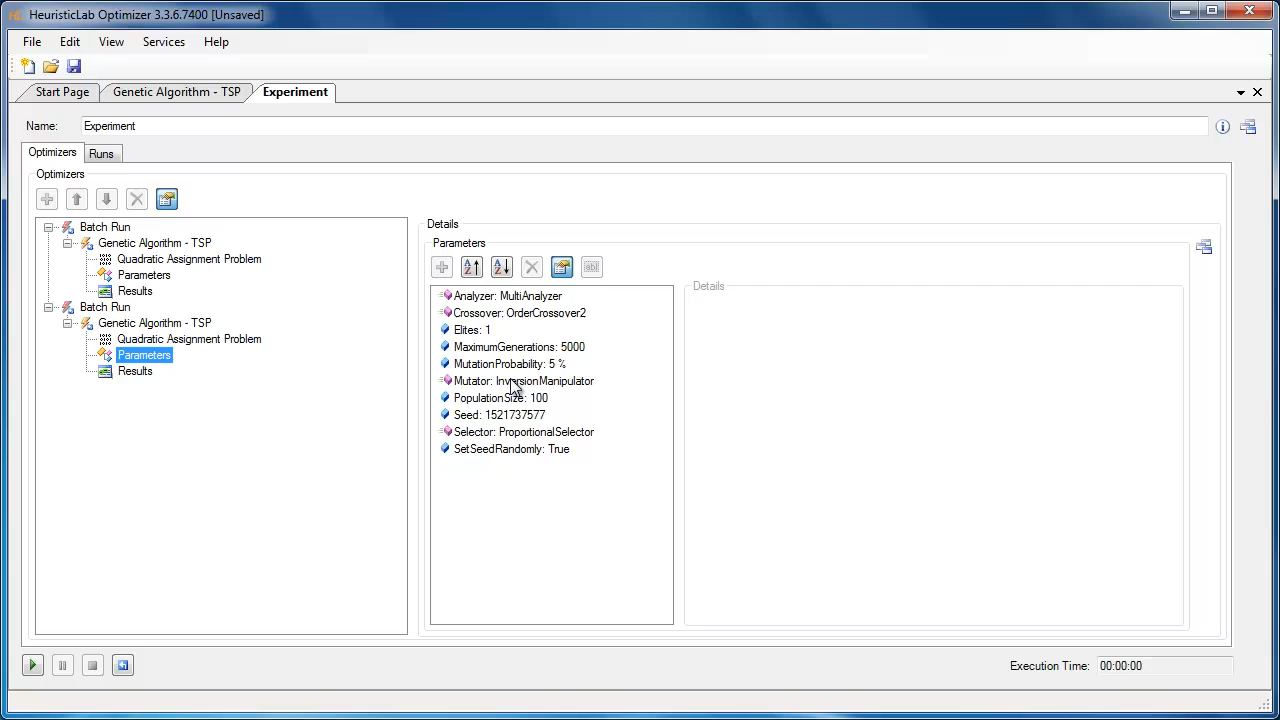 HeuristicLab Optimizer 3.3.6.7400 [Unsaved]
File Edit View Services Help
Start Page Genetic Algorithm - TSP Experiment
Name: Experiment
Optimizers Runs
Optimizers
Batch Run
Genetic Algorithm - TSP
Quadratic Assignment Problem
Parameters
Results
Batch Run
Genetic Algorithm - TSP
Quadratic Assignment Problem
Parameters
Results
Details
Parameters
Analyzer: MultiAnalyzer
Crossover: OrderCrossover2
Elites: 1
MaximumGenerations: 5000
MutationProbability: 5 %
Mutator: InversionManipulator
PopulationSize: 100
Seed: 1521737577
Selector: ProportionalSelector
SetSeedRandomly: True
Details
Execution Time: 00:00:00